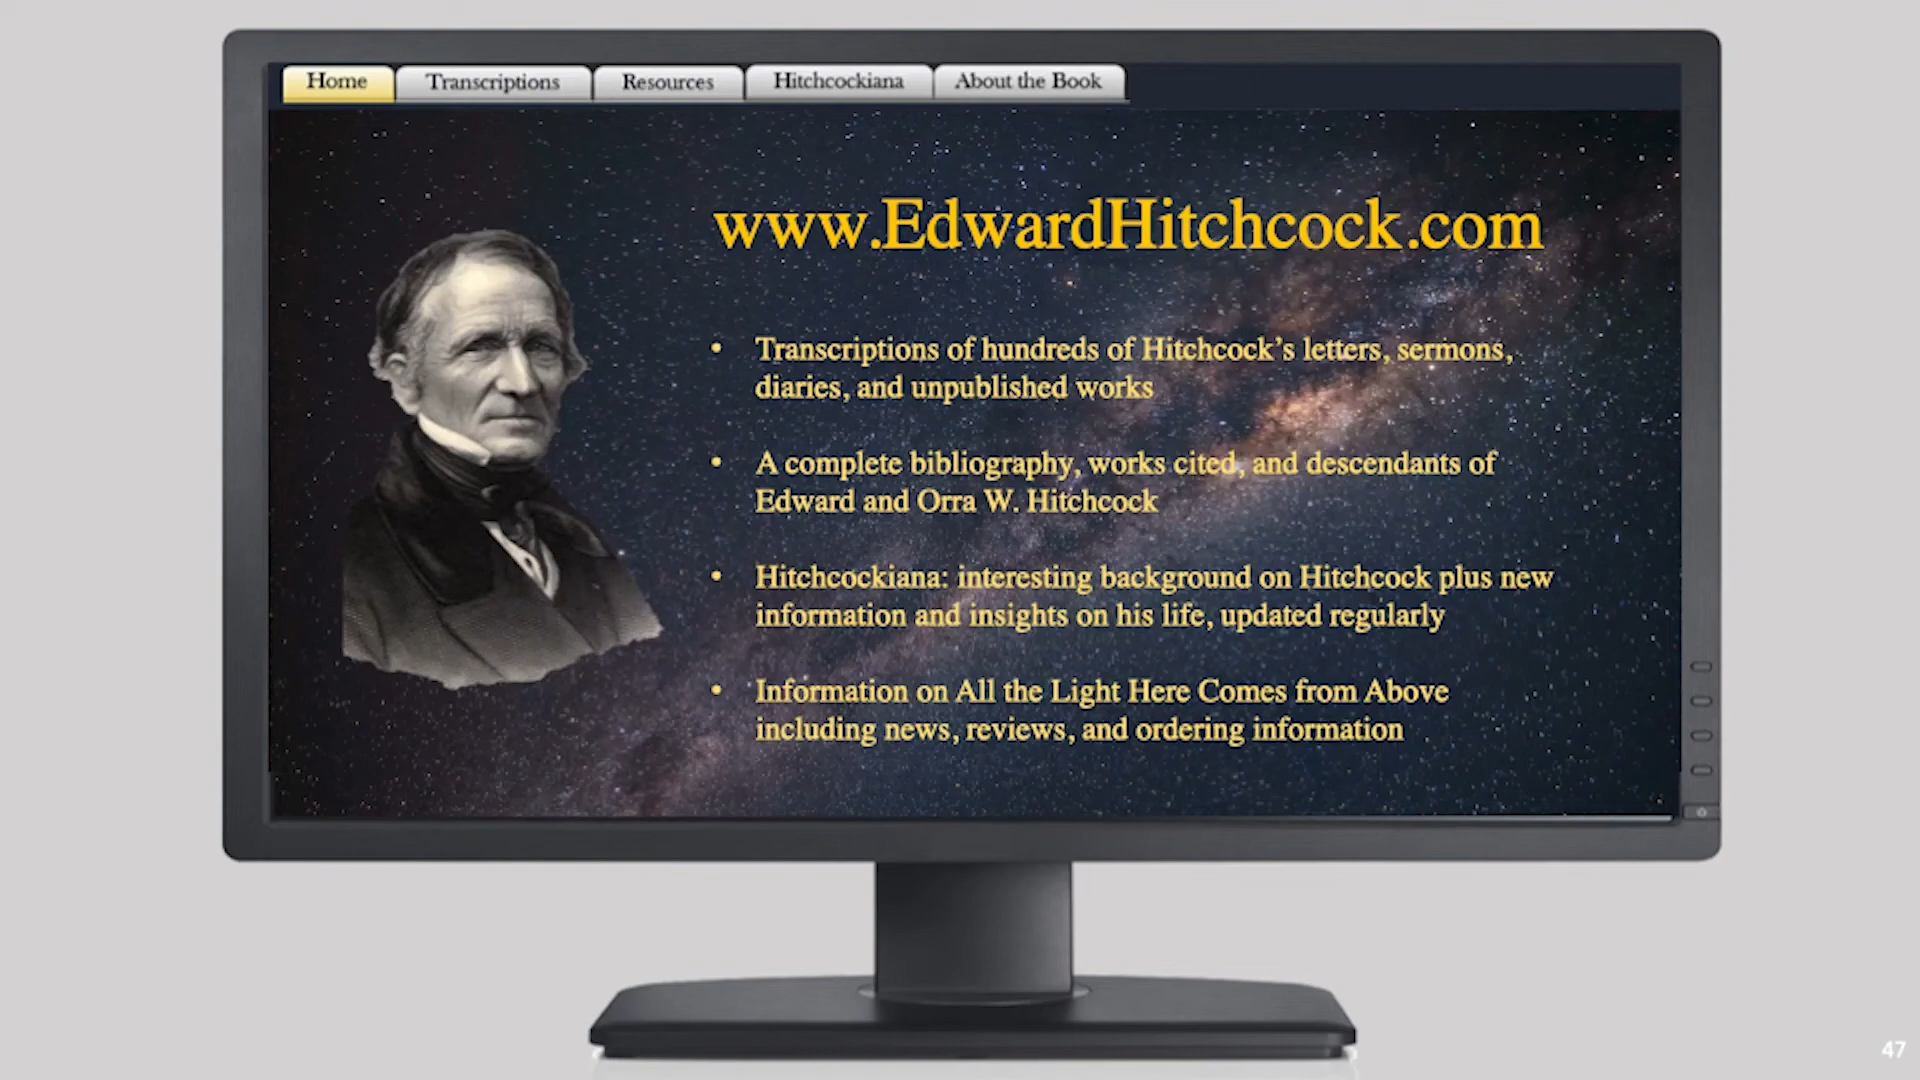 Home
Transcriptions
Resources
Hitchcockiana
About the Book
www.EdwardHitchcock.com
• Transcriptions of hundreds of Hitchcock’s letters, sermons,
diaries, and unpublished works
• A complete bibliography, works cited, and descendants of
Edward and Orra W. Hitchcock
• Hitchcockiana: interesting background on Hitchcock plus new
information and insights on his life, updated regularly
• Information on All the Light Here Comes from Above
including news, reviews, and ordering information
47